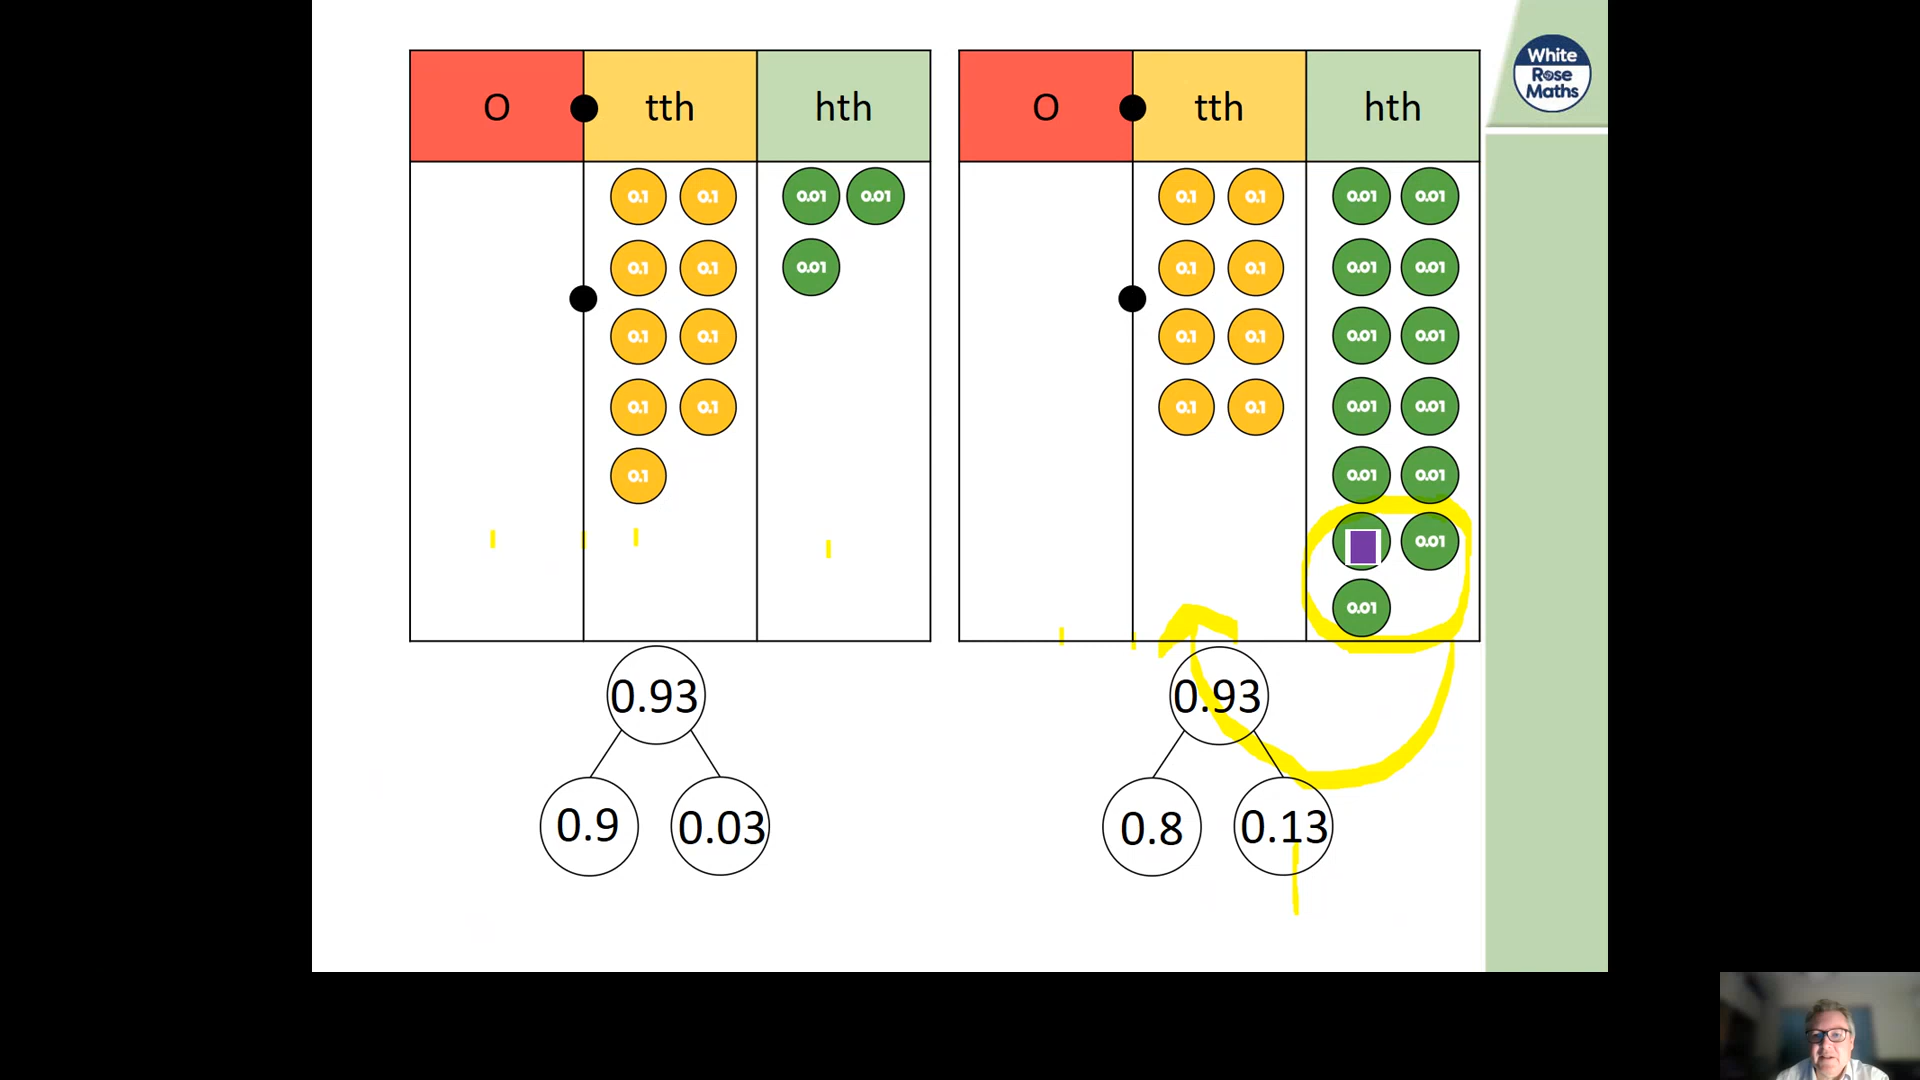 O tth hth
0.1 0.1 0.01 0.01
0.1 0.1 0.01
0.1 0.1
0.1 0.1
0.1
0.93
0.9 0.03
O tth hth
0.1 0.1 0.01 0.01
0.1 0.1 0.01 0.01
0.1 0.1 0.01 0.01
0.1 0.1 0.01 0.01
0.01 0.01
0.01
0.01
0.93
0.8 0.13
White
Rose
Maths